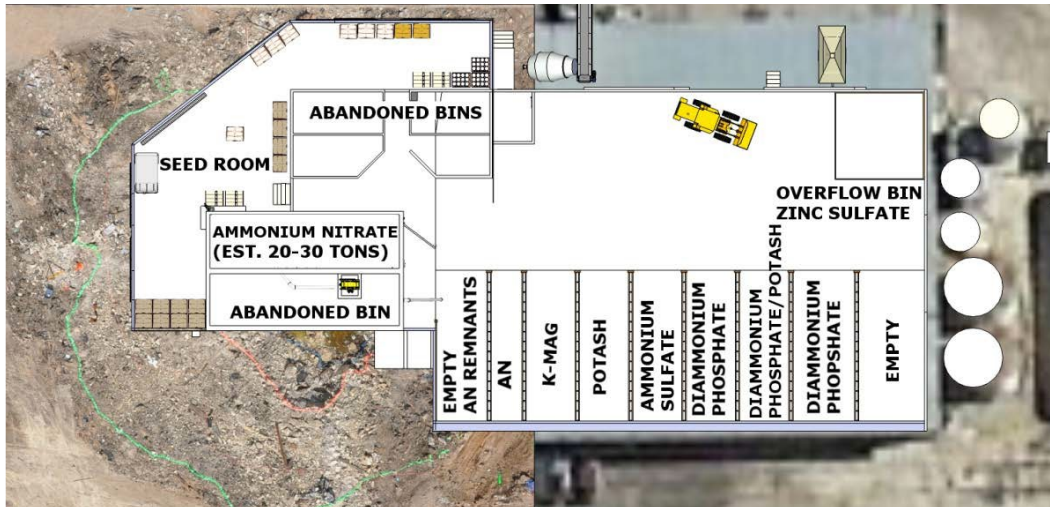 ABANDONED BINS
SEED ROOM
OVERFLOW BIN
ZINC SULFATE
AMMONIUM NITRATE
(EST. 20-30 TONS)
ABANDONED BIN
EMPTY
AN REMNANTS
AN
K-MAG
POTASH
AMMONIUM
SULFATE
DIAMMONIUM
PHOSPHATE
DIAMMONIUM
PHOSPHATE/POTASH
DIAMMONIUM
PHOPSHATE
EMPTY